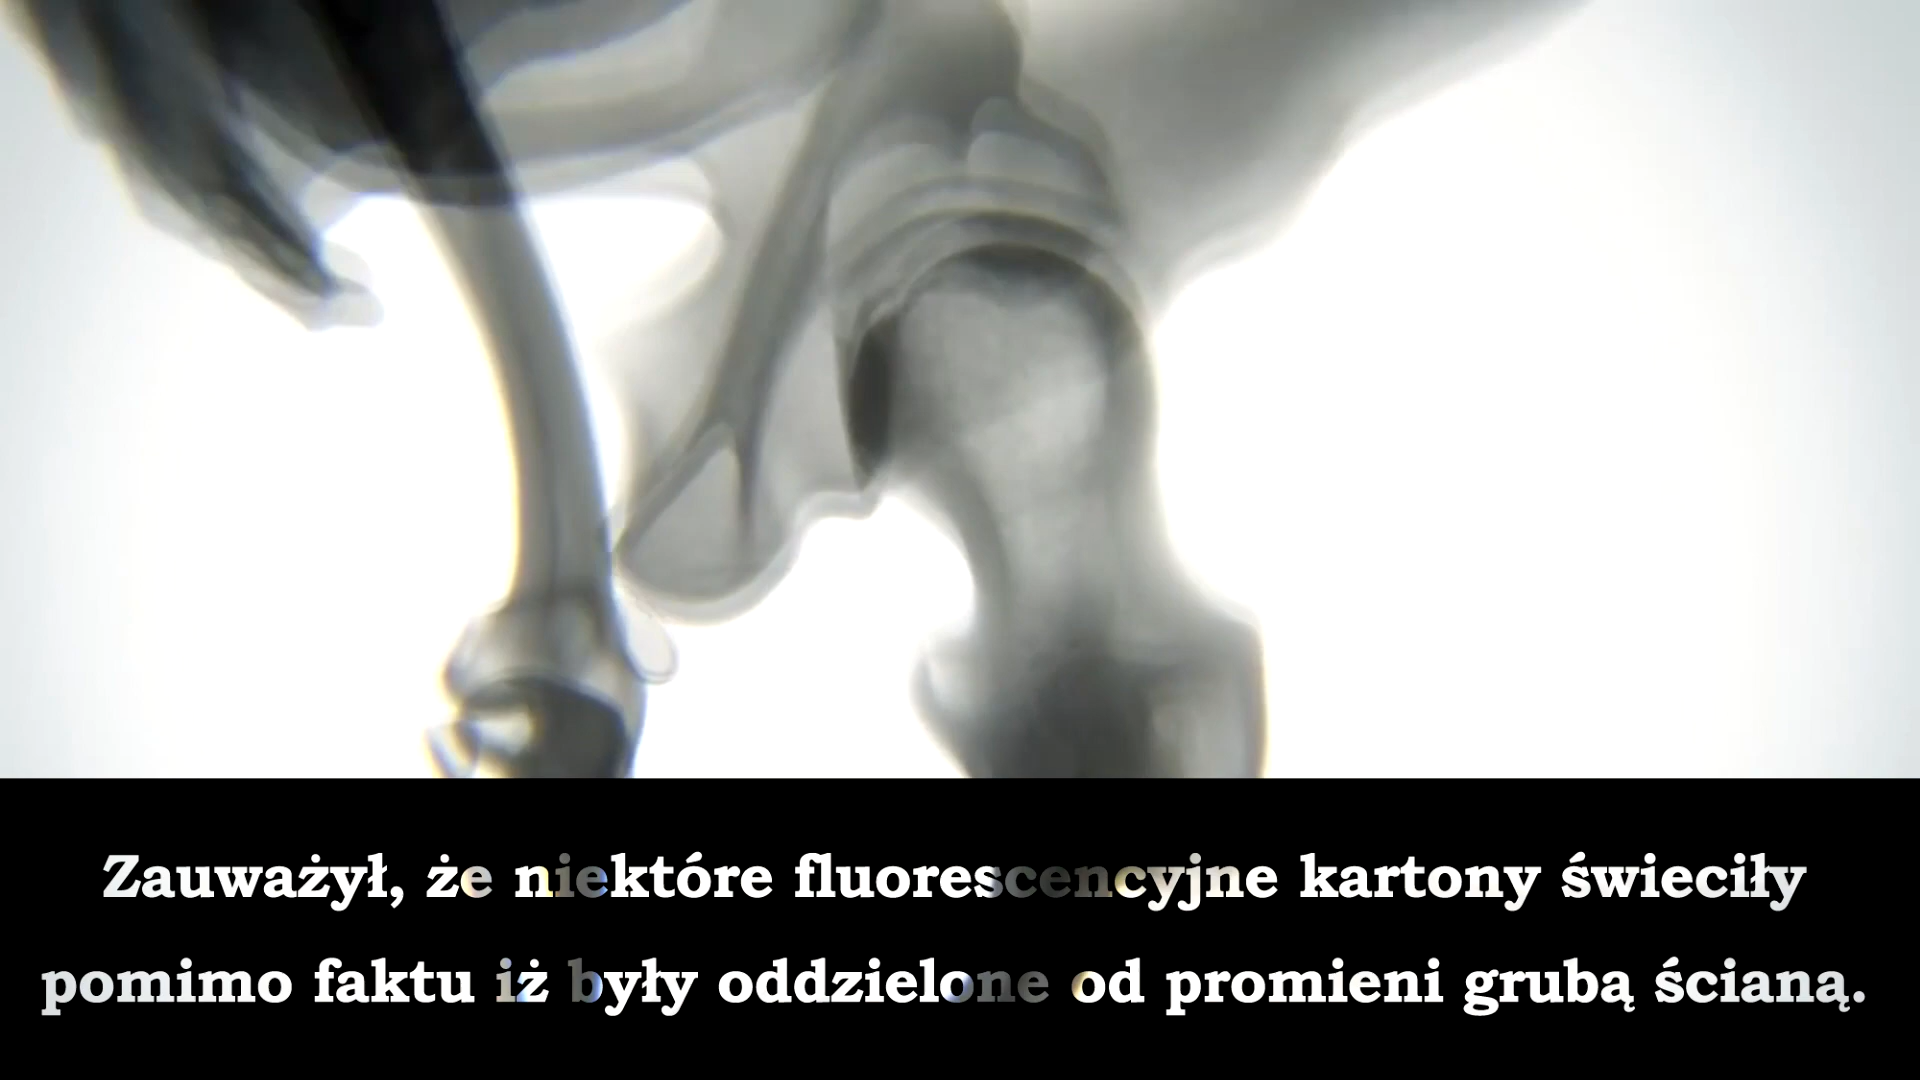 Zauważył, że niektóre fluorescencyjne kartony świeciły
pomimo faktu iż były oddzielone od promieni grubą ścianą.